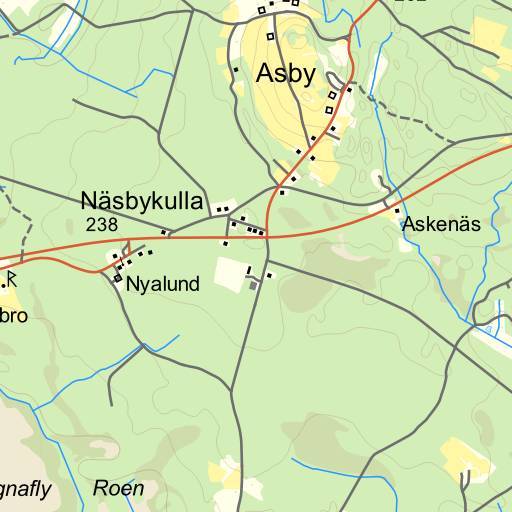 Asby
Näsbykulla
238
Askenäs
Nyalund
R
bro
gnafly
Roen